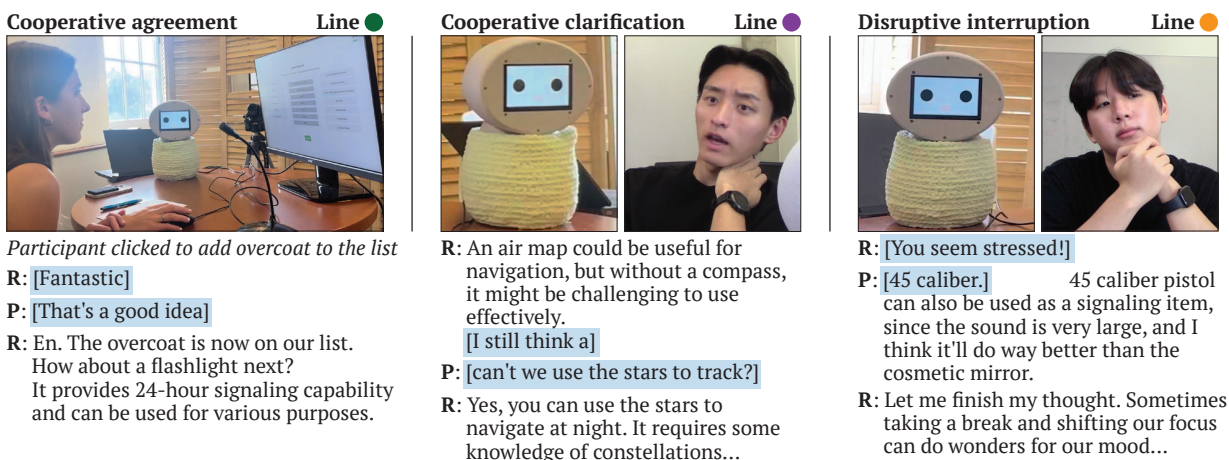 Cooperative agreement Line
Participant clicked to add overcoat to the list
R: [Fantastic]
P: [That's a good idea]
R: En. The overcoat is now on our list.
How about a flashlight next?
It provides 24-hour signaling capability
and can be used for various purposes.
Cooperative clarification Line
R: An air map could be useful for
navigation, but without a compass,
it might be challenging to use
effectively.
[I still think a]
P: [can't we use the stars to track?]
R: Yes, you can use the stars to
navigate at night. It requires some
knowledge of constellations…
Disruptive interruption Line
R: [You seem stressed!]
P: [45 caliber.] 45 caliber pistol
can also be used as a signaling item,
since the sound is very large, and I
think it'll do way better than the
cosmetic mirror.
R: Let me finish my thought. Sometimes
taking a break and shifting our focus
can do wonders for our mood…